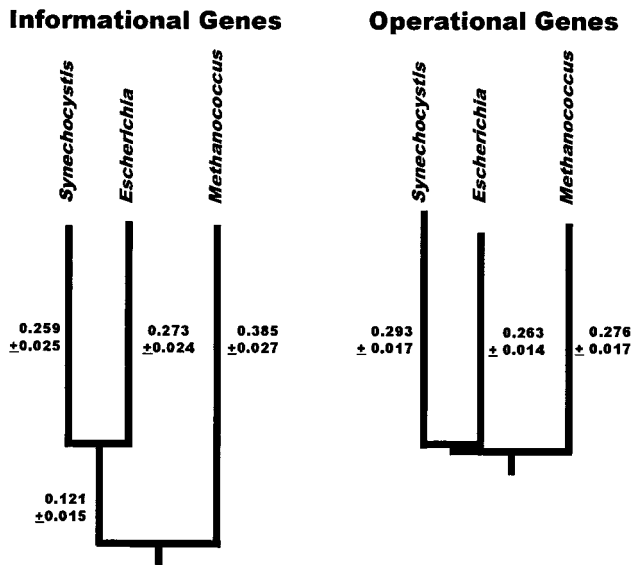 Informational Genes
Synechocystis
Escherichia
Methanococcus
0.259
±0.025
0.273
±0.024
0.385
±0.027
0.121
±0.015
Operational Genes
Synechocystis
Escherichia
Methanococcus
0.293
± 0.017
0.263
± 0.014
0.276
± 0.017